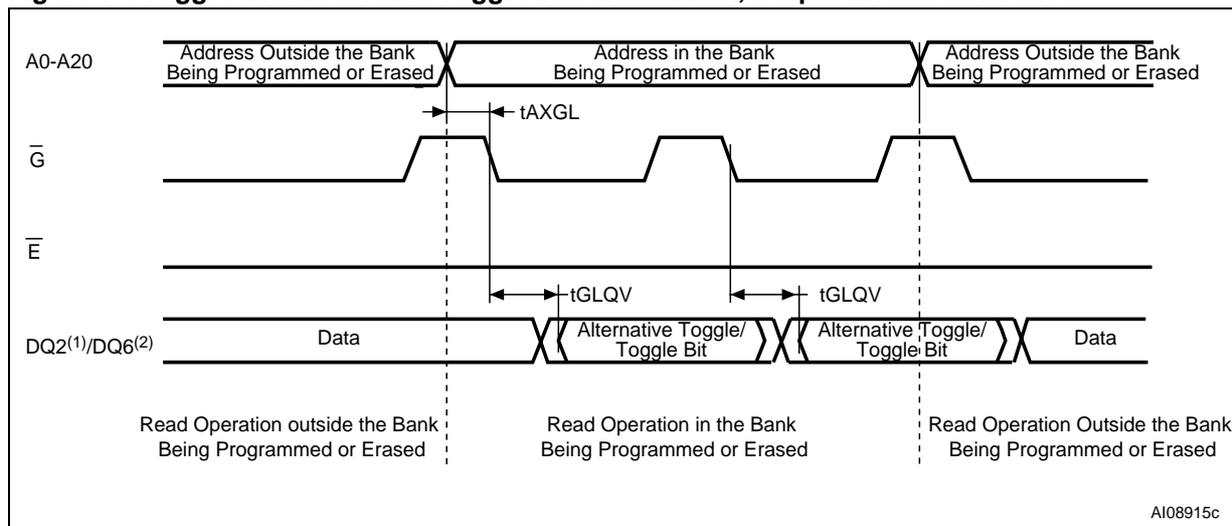 A0-A20
Address Outside the Bank
Being Programmed or Erased
Address in the Bank
Being Programmed or Erased
Address Outside the Bank
Being Programmed or Erased
tAXGL
G
E
tGLQV
tGLQV
DQ2(1)/DQ6(2)
Data
Alternative Toggle/
Toggle Bit
Alternative Toggle/
Toggle Bit
Data
Read Operation outside the Bank
Being Programmed or Erased
Read Operation in the Bank
Being Programmed or Erased
Read Operation Outside the Bank
Being Programmed or Erased
AI08915c